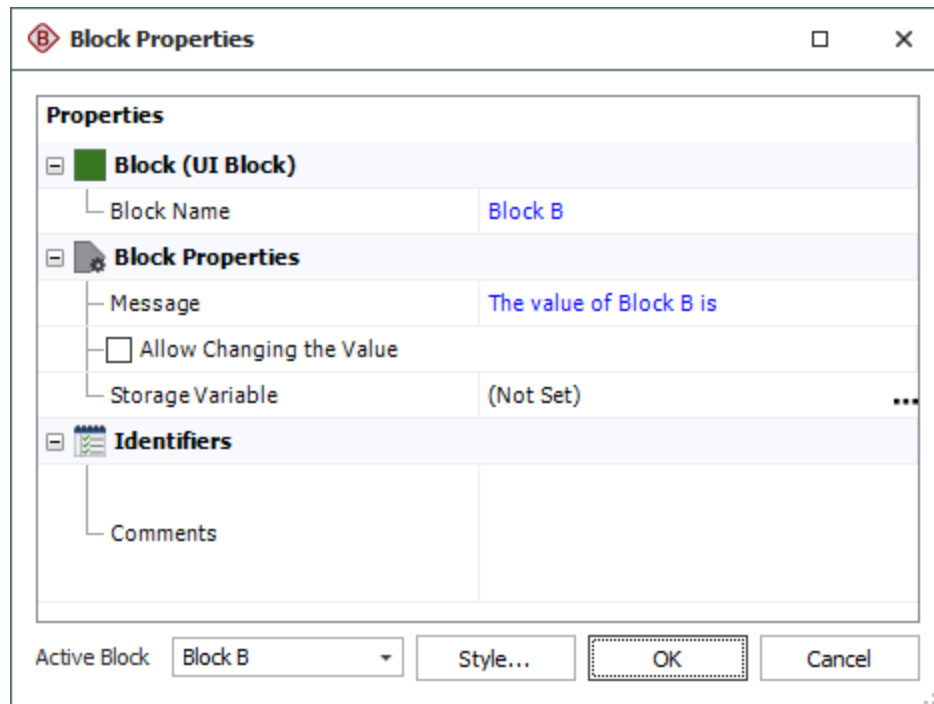 B Block Properties
Properties
Block (UI Block)
Block Name Block B
Block Properties
Message The value of Block B is
Allow Changing the Value
Storage Variable (Not Set) ...
Identifiers
Comments
Active Block Block B Style... OK Cancel